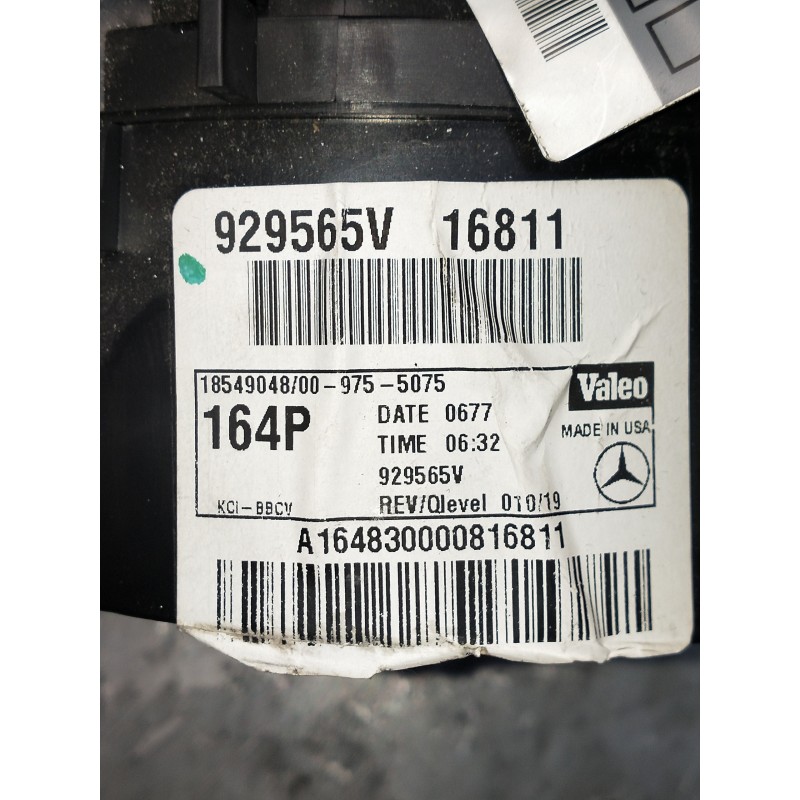 929565V 16811
18549048/00-975-5075
Valeo
164P
DATE 0677
MADE IN USA
TIME 06:32
929565V
KCI-BBCV
REV/Qlevel 010/19
A164830000816811